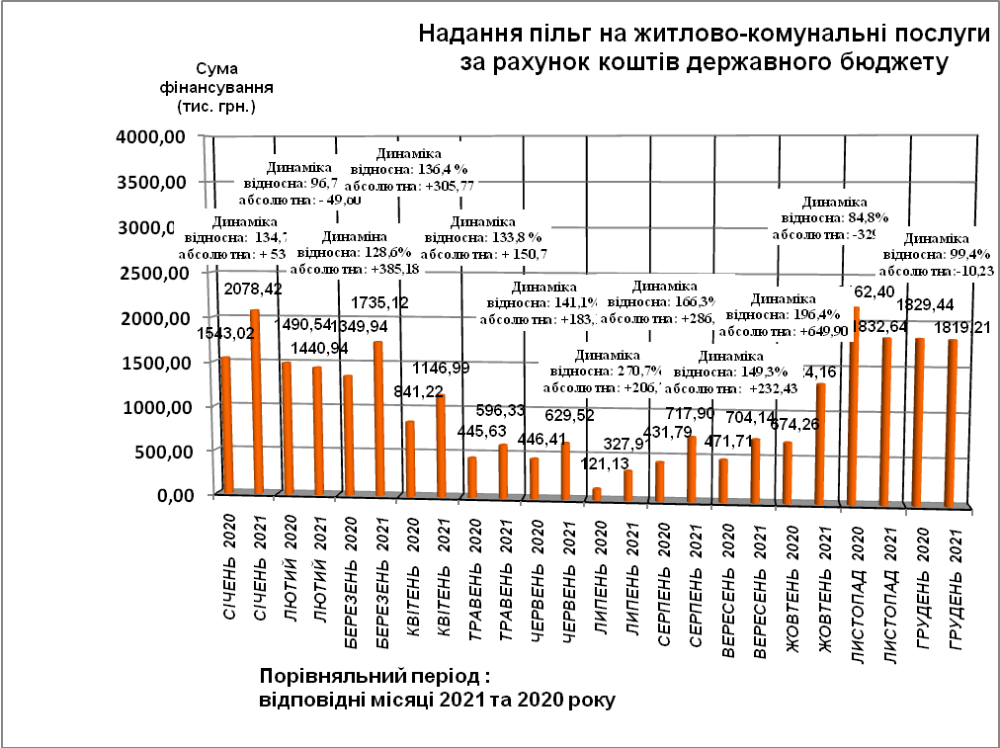 Надання пільг на житлово-комунальні послуги
за рахунок коштів державного бюджету
Сума
фінансування
(тис. грн.)
4000,00
3500,00
3000,0
2500,00
2000,00
1500,00
1000,00
500,00
0,00
Динаміка
відносна: 134,7
абсолютна: + 53
Динаміка
відносна: 96,7
абсолютна: - 49,60
Динаміна
відносна: 128,6%
абсолютна: +385,18
Динаміка
відносна: 136,4 %
абсолютна: +305,77
Динаміка
відносна: 133,8 %
абсолютна: + 150,7
Динаміка
відносна: 141,1%
абсолютна: +183,
Динаміка
відносна: 270,7%
абсолютна: +206,
Динаміка
відносна: 166,3%
абсолютна: +286,
Динаміка
відносна: 149,3%
абсолютна: +232,43
Динаміка
відносна: 196,4%
абсолютна: +649,90
Динаміка
відносна: 84,8%
абсолютна: -329
Динаміка
відносна: 99,4%
абсолютна:-10,23
1543,02
2078,42
1490,54
1440,94
1349,94
1735,12
841,22
1146,99
445,63
596,33
446,41
629,52
121,13
327,91
431,79
717,90
471,71
704,14
674,26
4,16
62,40
1832,64
1829,44
1819,21
СІЧЕНЬ 2020
СІЧЕНЬ 2021
ЛЮТИЙ 2020
ЛЮТИЙ 2021
БЕРЕЗЕНЬ 2020
БЕРЕЗЕНЬ 2021
КВІТЕНЬ 2020
КВІТЕНЬ 2021
ТРАВЕНЬ 2020
ТРАВЕНЬ 2021
ЧЕРВЕНЬ 2020
ЧЕРВЕНЬ 2021
ЛИПЕНЬ 2020
ЛИПЕНЬ 2021
СЕРПЕНЬ 2020
СЕРПЕНЬ 2021
ВЕРЕСЕНЬ 2020
ВЕРЕСЕНЬ 2021
ЖОВТЕНЬ 2020
ЖОВТЕНЬ 2021
ЛИСТОПАД 2020
ЛИСТОПАД 2021
ГРУДЕНЬ 2020
ГРУДЕНЬ 2021
Порівняльний період :
відповідні місяці 2021 та 2020 року